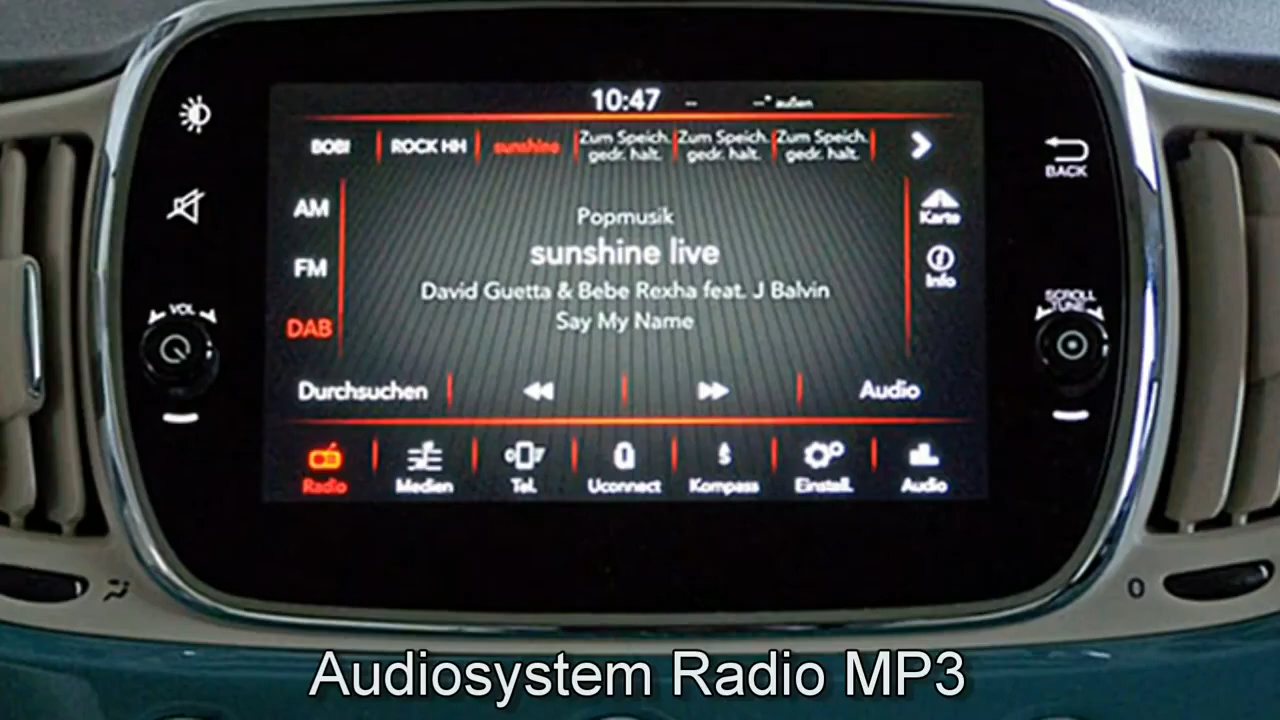 10:47 -- --° außen
BOBI ROCK HH sunshine Zum Speich. gedr. halt. Zum Speich. gedr. halt. Zum Speich. gedr. halt.
BACK
AM
Karte
Popmusik
sunshine live
FM
Info
David Guetta & Bebe Rexha feat. J Balvin
VOL
SCROLL
TUNE
DAB
Say My Name
Durchsuchen Audio
Radio Medien Tel. Uconnect Kompass Einstell. Audio
0
Audiosystem Radio MP3